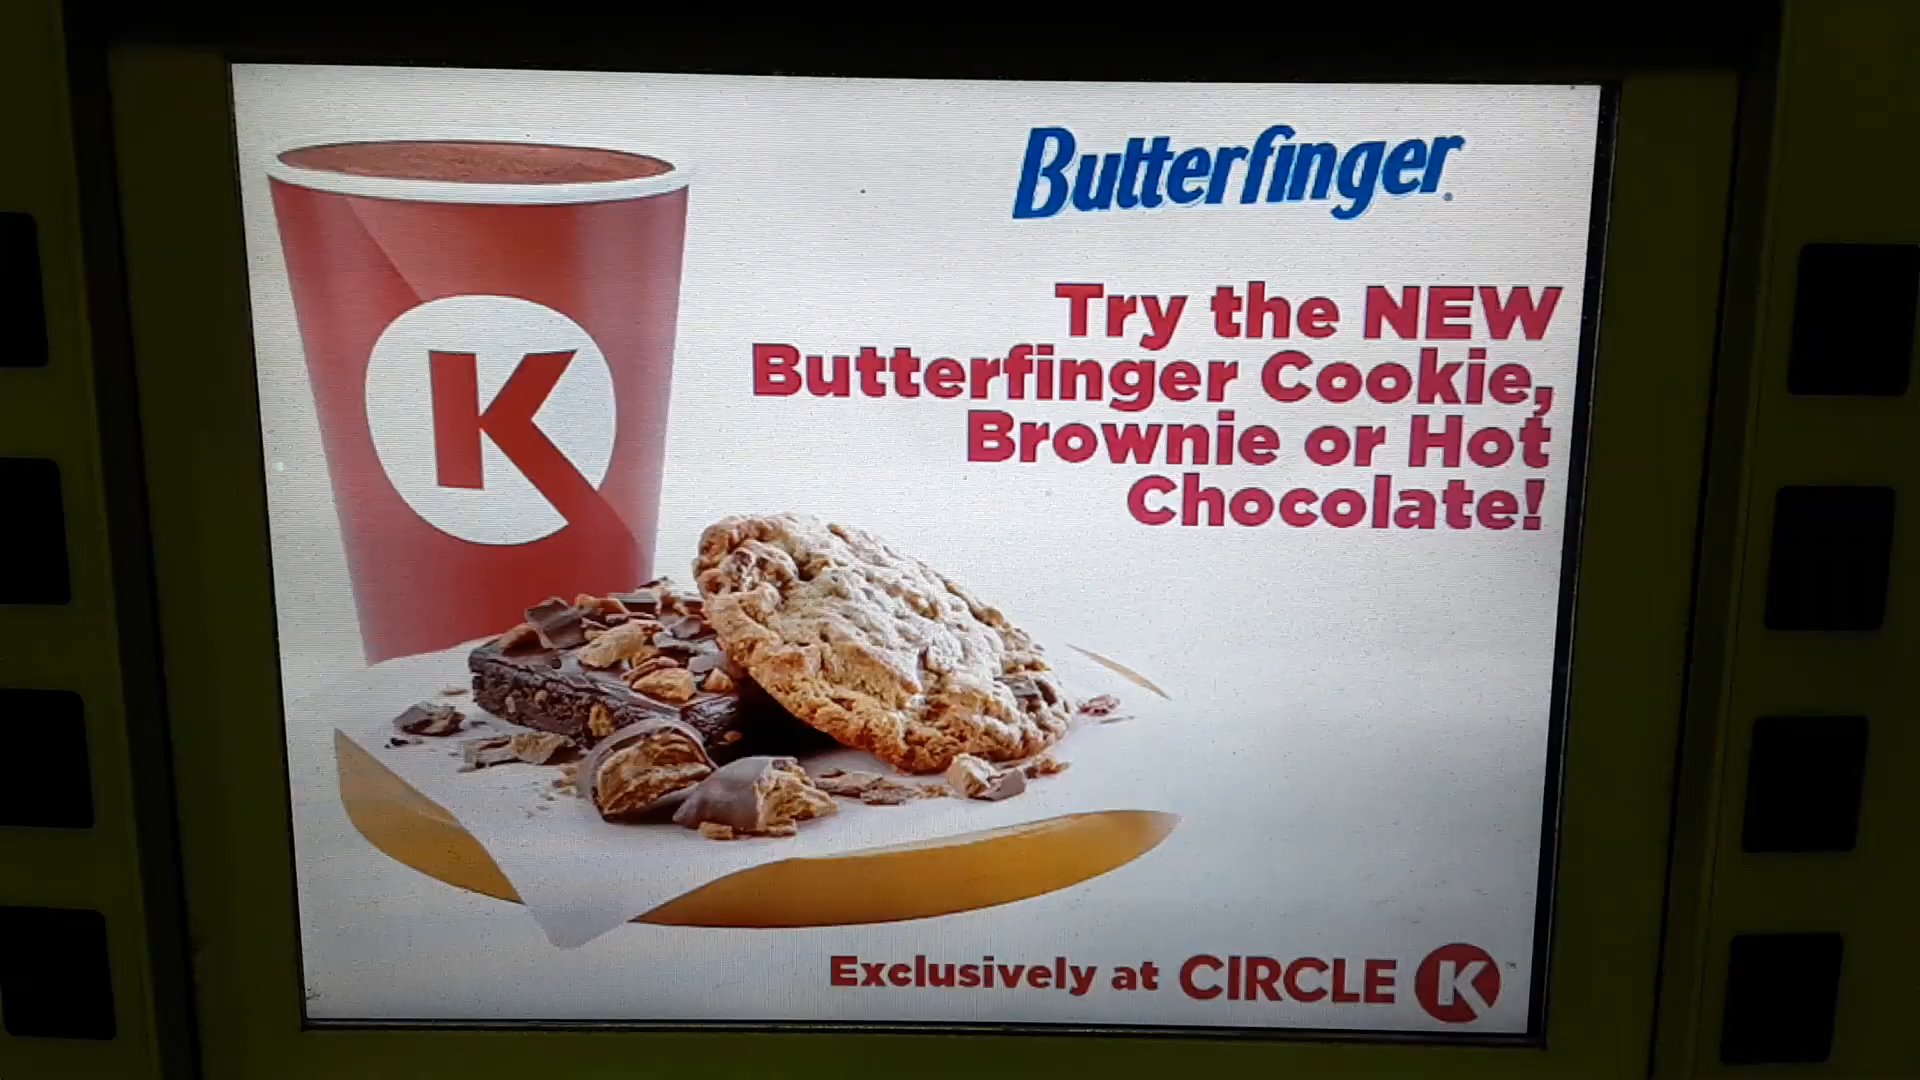 Butterfinger
Try the NEW
Butterfinger Cookie,
Brownie or Hot
Chocolate!
K
Exclusively at CIRCLE K